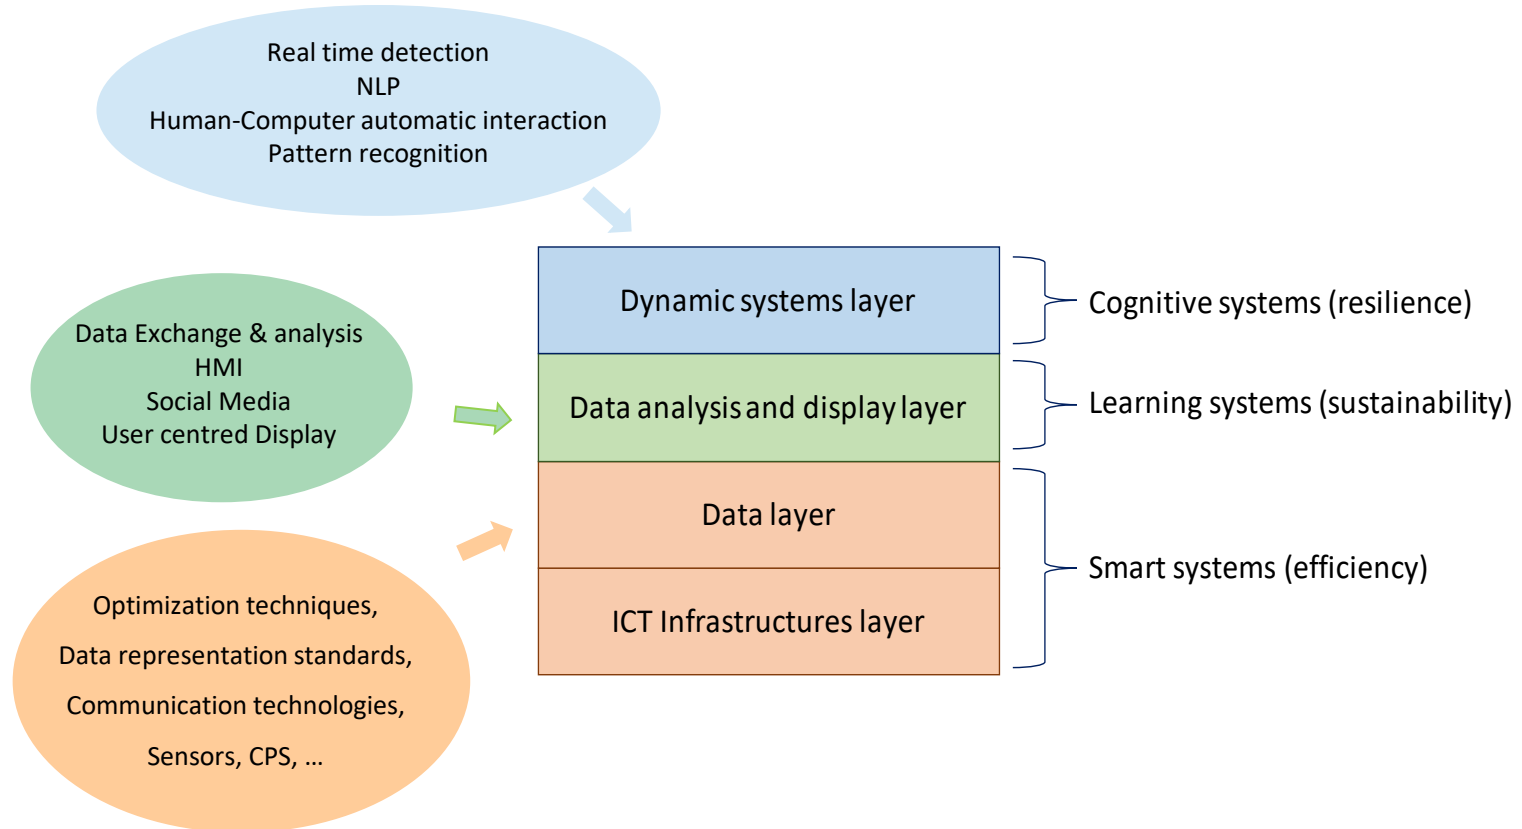 Real time detection
NLP
Human-Computer automatic interaction
Pattern recognition
Data Exchange & analysis
HMI
Social Media
User centred Display
Optimization techniques,
Data representation standards,
Communication technologies,
Sensors, CPS, ...
Dynamic systems layer
Data analysis and display layer
Data layer
ICT Infrastructures layer
Cognitive systems (resilience)
Learning systems (sustainability)
Smart systems (efficiency)